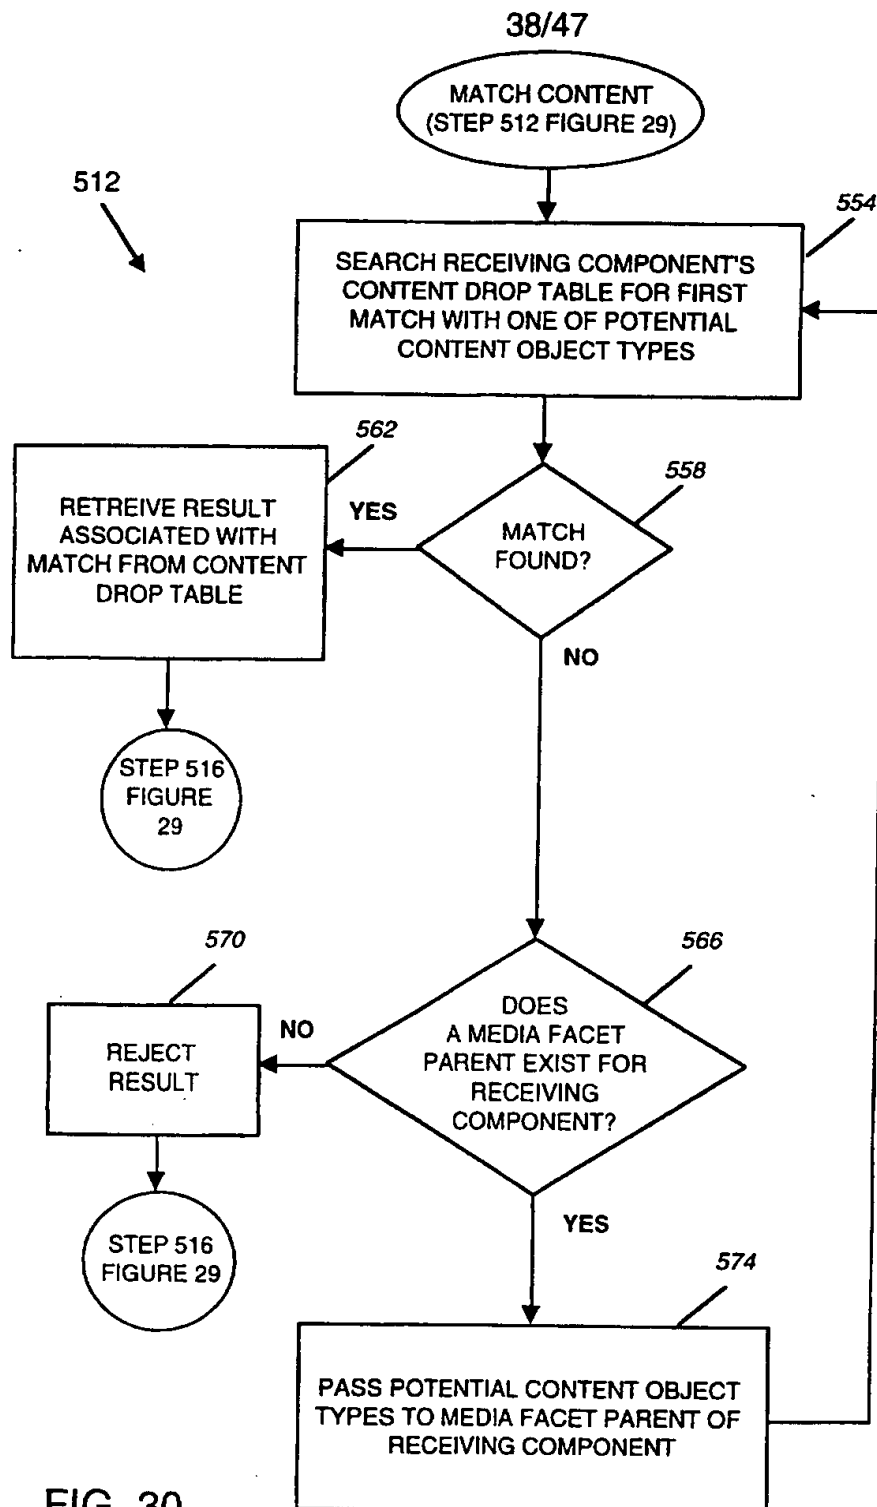 38/47
MATCH CONTENT
(STEP 512 FIGURE 29)
512
554
SEARCH RECEIVING COMPONENT'S
CONTENT DROP TABLE FOR FIRST
MATCH WITH ONE OF POTENTIAL
CONTENT OBJECT TYPES
562
RETREIVE RESULT
ASSOCIATED WITH
MATCH FROM CONTENT
DROP TABLE
YES
558
MATCH
FOUND?
NO
STEP 516
FIGURE
29
570
REJECT
RESULT
NO
566
DOES
A MEDIA FACET
PARENT EXIST FOR
RECEIVING
COMPONENT?
YES
STEP 516
FIGURE 29
574
PASS POTENTIAL CONTENT OBJECT
TYPES TO MEDIA FACET PARENT OF
RECEIVING COMPONENT
FIG. 30